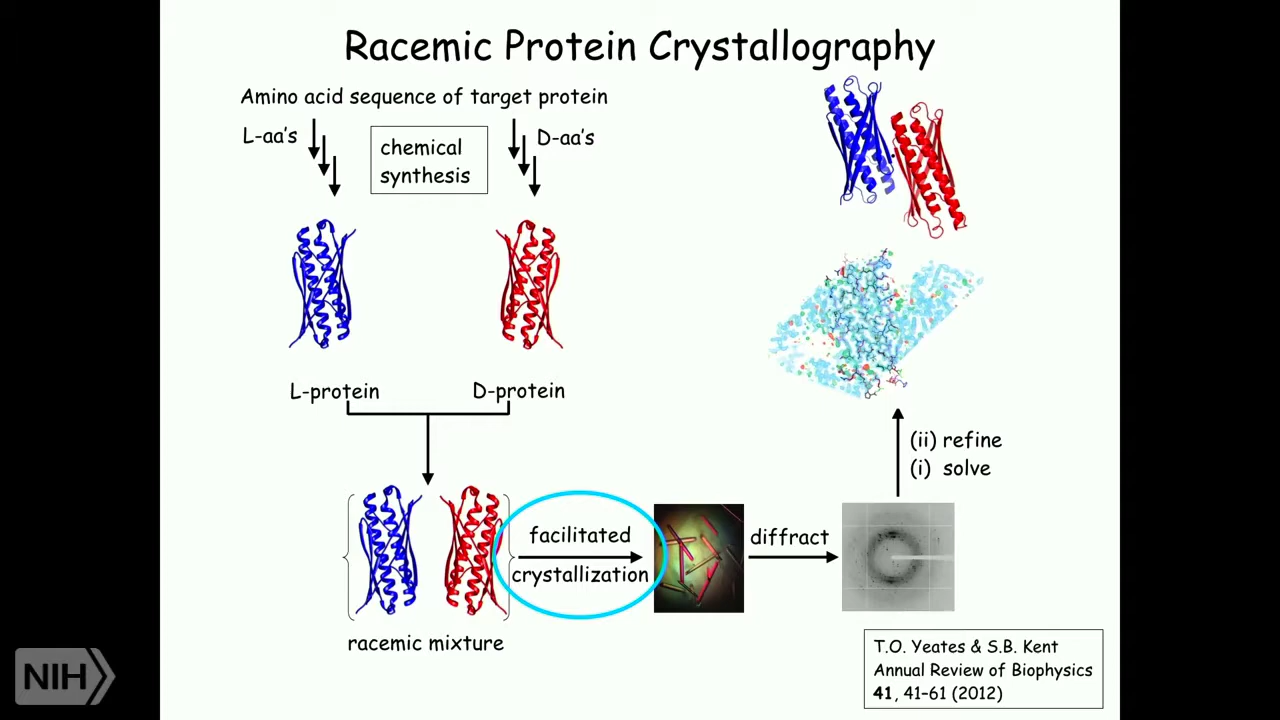 Racemic Protein Crystallography
Amino acid sequence of target protein
L-aa's
chemical
synthesis
D-aa's
L-protein
D-protein
racemic mixture
facilitated
crystallization
diffract
(ii) refine
(i) solve
T.O. Yeates & S.B. Kent
Annual Review of Biophysics
41, 41–61 (2012)
NIH